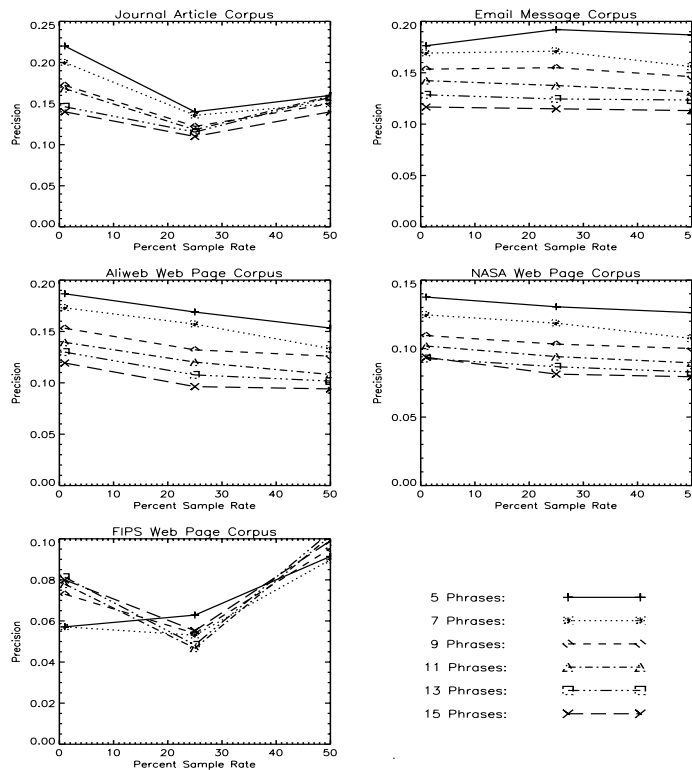 Journal Article Corpus
0.25
0.20
0.15
0.10
0.05
0.00
Precision
0 10 20 30 40 50
Percent Sample Rate
Email Message Corpus
0.20
0.15
0.10
0.05
0.00
Precision
0 10 20 30 40 50
Percent Sample Rate
Aliweb Web Page Corpus
0.20
0.15
0.10
0.05
0.00
Precision
0 10 20 30 40 50
Percent Sample Rate
NASA Web Page Corpus
0.15
0.10
0.05
0.00
Precision
0 10 20 30 40 50
Percent Sample Rate
FIPS Web Page Corpus
0.10
0.08
0.06
0.04
0.02
0.00
Precision
0 10 20 30 40 50
Percent Sample Rate
5 Phrases:
7 Phrases:
9 Phrases:
11 Phrases:
13 Phrases:
15 Phrases: